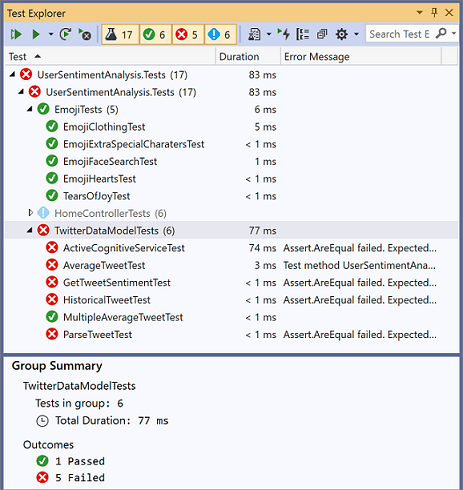 Test Explorer
17 6 5 6 Search Test E
Test Duration Error Message
UserSentimentAnalysis.Tests (17) 83 ms
UserSentimentAnalysis.Tests (17) 83 ms
EmojiTests (5) 6 ms
EmojiClothingTest 5 ms
EmojiExtraSpecialCharatersTest < 1 ms
EmojiFaceSearchTest 1 ms
EmojiHeartsTest < 1 ms
TearsOfJoyTest < 1 ms
HomeControllerTests (6)
TwitterDataModelTests (6) 77 ms
ActiveCognitiveServiceTest 74 ms Assert.AreEqual failed. Expected...
AverageTweetTest 3 ms Test method UserSentimentAna...
GetTweetSentimentTest < 1 ms Assert.AreEqual failed. Expected...
HistoricalTweetTest < 1 ms Assert.AreEqual failed. Expected...
MultipleAverageTweetTest < 1 ms
ParseTweetTest < 1 ms Assert.AreEqual failed. Expected...
Group Summary
TwitterDataModelTests
Tests in group: 6
Total Duration: 77 ms
Outcomes
1 Passed
5 Failed